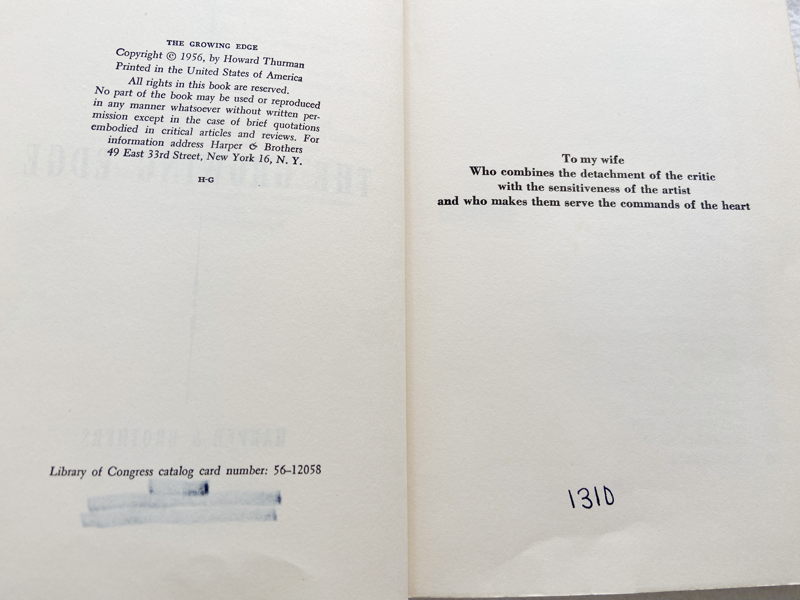 THE GROWING EDGE
Copyright © 1956, by Howard Thurman
Printed in the United States of America
All rights in this book are reserved.
No part of the book may be used or reproduced
in any manner whatsoever without written per-
mission except in the case of brief quotations
embodied in critical articles and reviews. For
information address Harper & Brothers
49 East 33rd Street, New York 16, N. Y.
H-G
Library of Congress catalog card number: 56-12058
To my wife
Who combines the detachment of the critic
with the sensitiveness of the artist
and who makes them serve the commands of the heart
1310